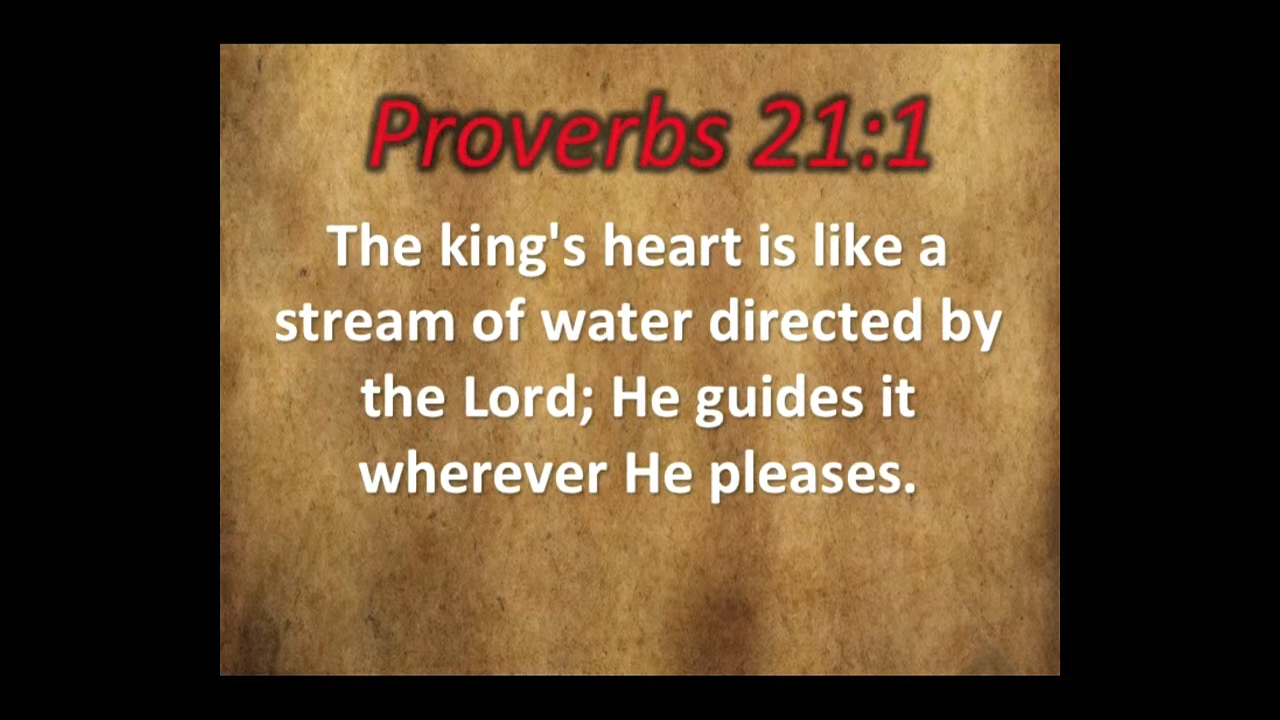 Proverbs 21:1
The king's heart is like a
stream of water directed by
the Lord; He guides it
wherever He pleases.